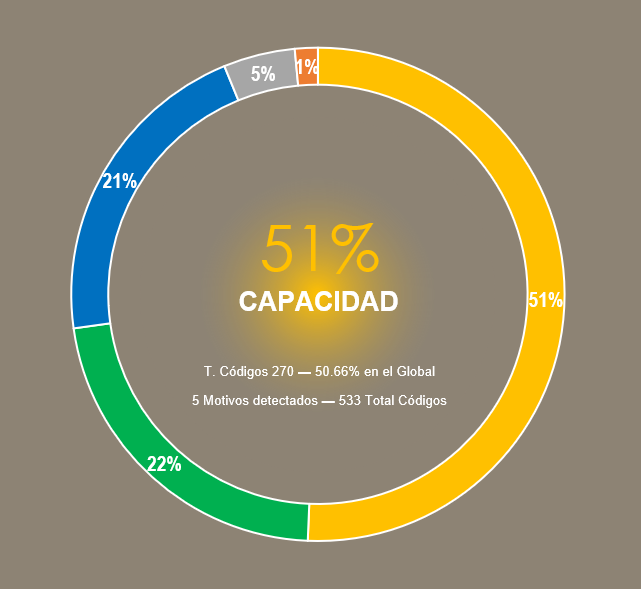 1%
5%
21%
51%
CAPACIDAD
51%
T. Códigos 270 — 50.66% en el Global
5 Motivos detectados — 533 Total Códigos
22%